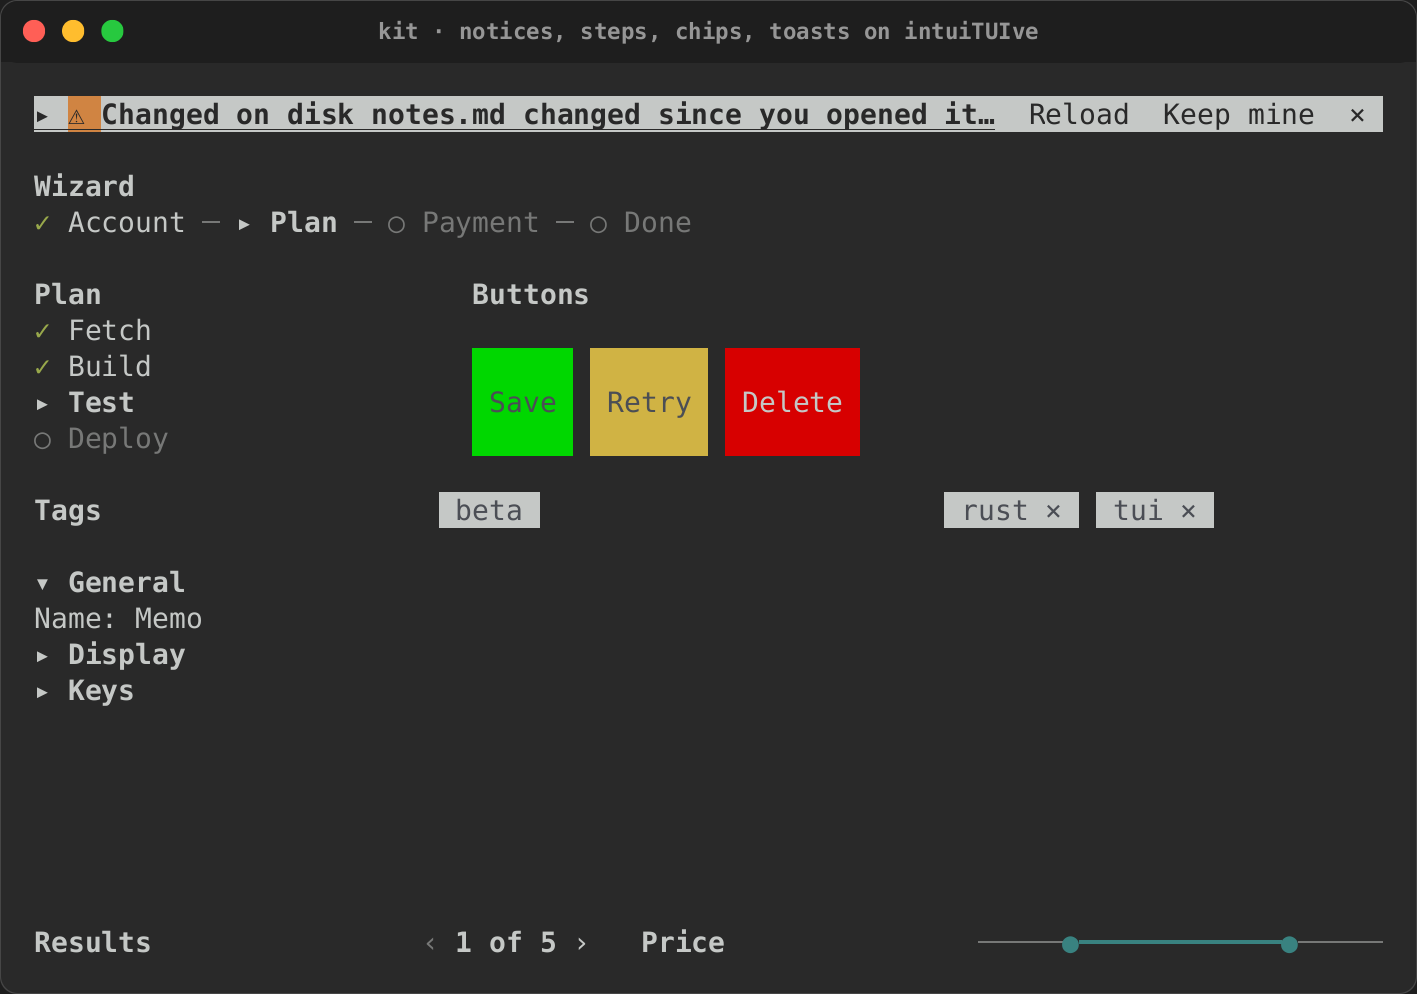 kit · notices, steps, chips, toasts on intuiTUIve
▸ ⚠ Changed on disk notes.md changed since you opened it… Reload Keep mine ×
Wizard
✓ Account — ▸ Plan — ○ Payment — ○ Done
Plan Buttons
✓ Fetch
✓ Build
▸ Test Save Retry Delete
○ Deploy
Tags beta rust × tui ×
▾ General
Name: Memo
▸ Display
▸ Keys
Results ‹ 1 of 5 › Price